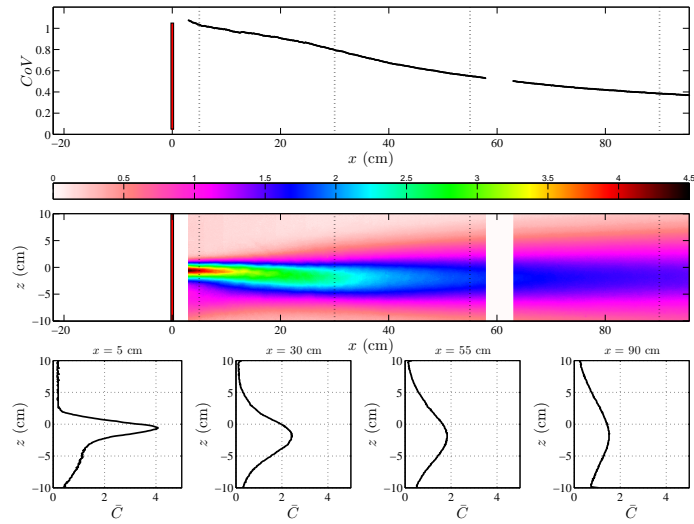 1
0.8
0.6
0.4
0.2
0
CoV
−20 0 20 40 60 80
x (cm)
0 0.5 1 1.5 2 2.5 3 3.5 4 4.5
10
5
0
−5
−10
z (cm)
−20 0 20 40 60 80
x (cm)
x = 5 cm x = 30 cm x = 55 cm x = 90 cm
10 10 10 10
5 5 5 5
0 0 0 0
−5 −5 −5 −5
−10 −10 −10 −10
z (cm) z (cm) z (cm) z (cm)
0 2 4 0 2 4 0 2 4 0 2 4
C̄ C̄ C̄ C̄